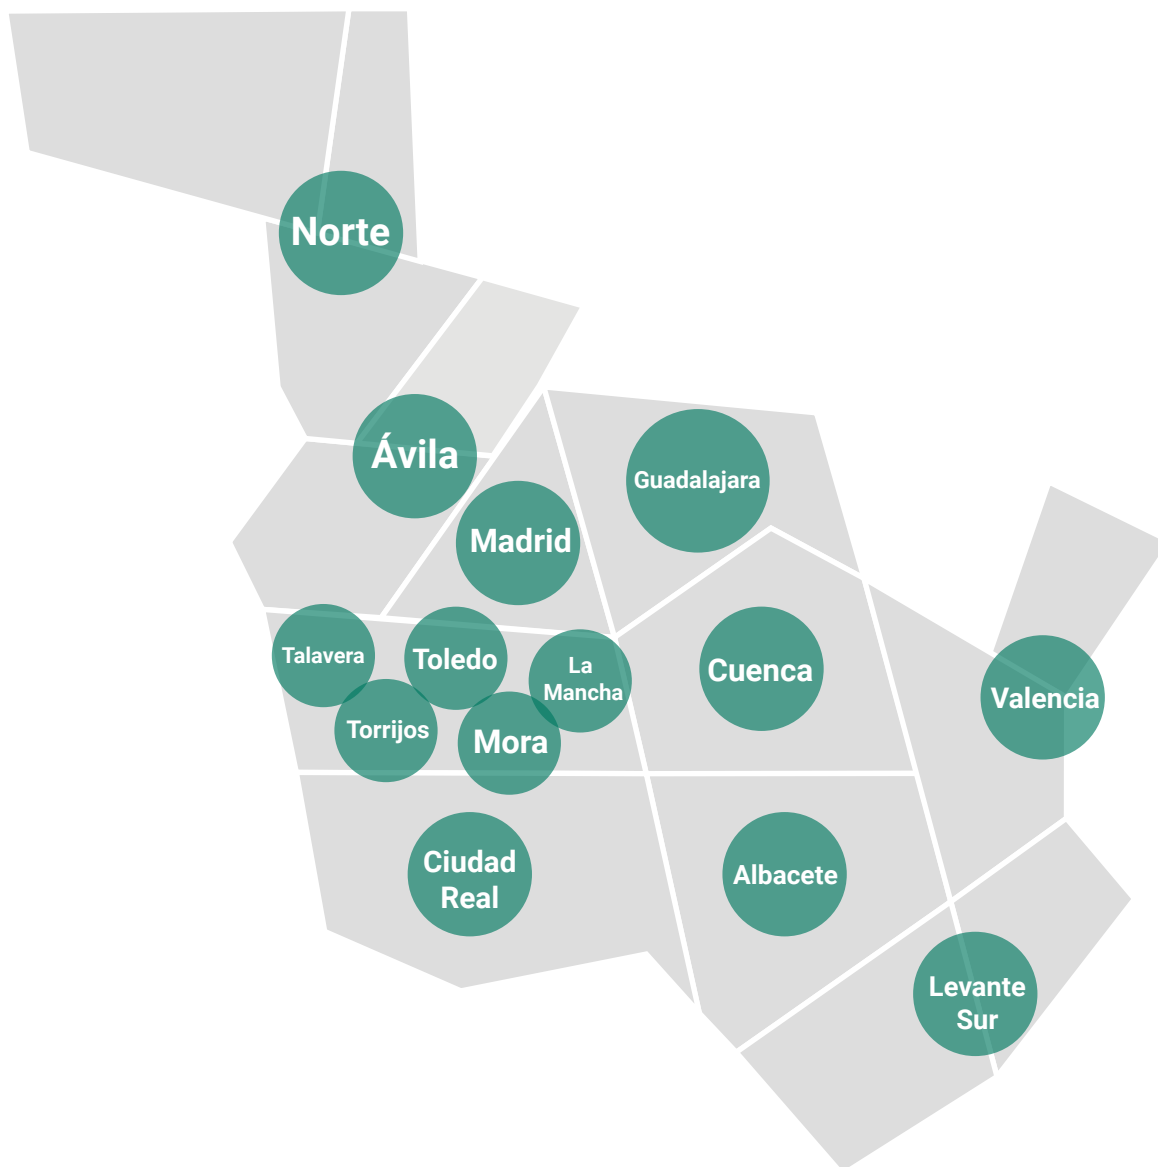 Norte
Ávila
Guadalajara
Madrid
Talavera
Toledo
La
Mancha
Cuenca
Valencia
Torrijos
Mora
Ciudad
Real
Albacete
Levante
Sur